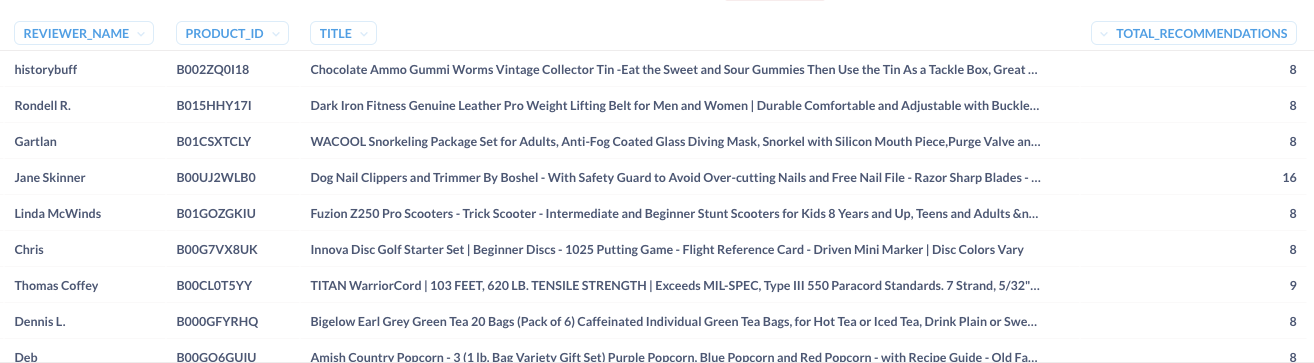 REVIEWER_NAME PRODUCT_ID TITLE TOTAL_RECOMMENDATIONS
historybuff B002ZQ0I18 Chocolate Ammo Gummi Worms Vintage Collector Tin -Eat the Sweet and Sour Gummies Then Use the Tin As a Tackle Box, Great ... 8
Rondell R. B015HHY17I Dark Iron Fitness Genuine Leather Pro Weight Lifting Belt for Men and Women | Durable Comfortable and Adjustable with Buckle... 8
Gartlan B01CSXTCLY WACOOL Snorkeling Package Set for Adults, Anti-Fog Coated Glass Diving Mask, Snorkel with Silicon Mouth Piece,Purge Valve an... 8
Jane Skinner B00UJ2WLB0 Dog Nail Clippers and Trimmer By Boshel - With Safety Guard to Avoid Over-cutting Nails and Free Nail File - Razor Sharp Blades - ... 16
Linda McWinds B01GOZGKIU Fuzion Z250 Pro Scooters - Trick Scooter - Intermediate and Beginner Stunt Scooters for Kids 8 Years and Up, Teens and Adults &n... 8
Chris B00G7VX8UK Innova Disc Golf Starter Set | Beginner Discs - 1025 Putting Game - Flight Reference Card - Driven Mini Marker | Disc Colors Vary 8
Thomas Coffey B00CL0T5YY TITAN WarriorCord | 103 FEET, 620 LB. TENSILE STRENGTH | Exceeds MIL-SPEC, Type III 550 Paracord Standards. 7 Strand, 5/32"... 9
Dennis L. B000GFYRHQ Bigelow Earl Grey Green Tea 20 Bags (Pack of 6) Caffeinated Individual Green Tea Bags, for Hot Tea or Iced Tea, Drink Plain or Swe... 8
Deb B00GO6GUIU Amish Country Popcorn - 3 (1 lb. Bag Variety Gift Set) Purple Popcorn, Blue Popcorn and Red Popcorn - with Recipe Guide - Old Fa... 8